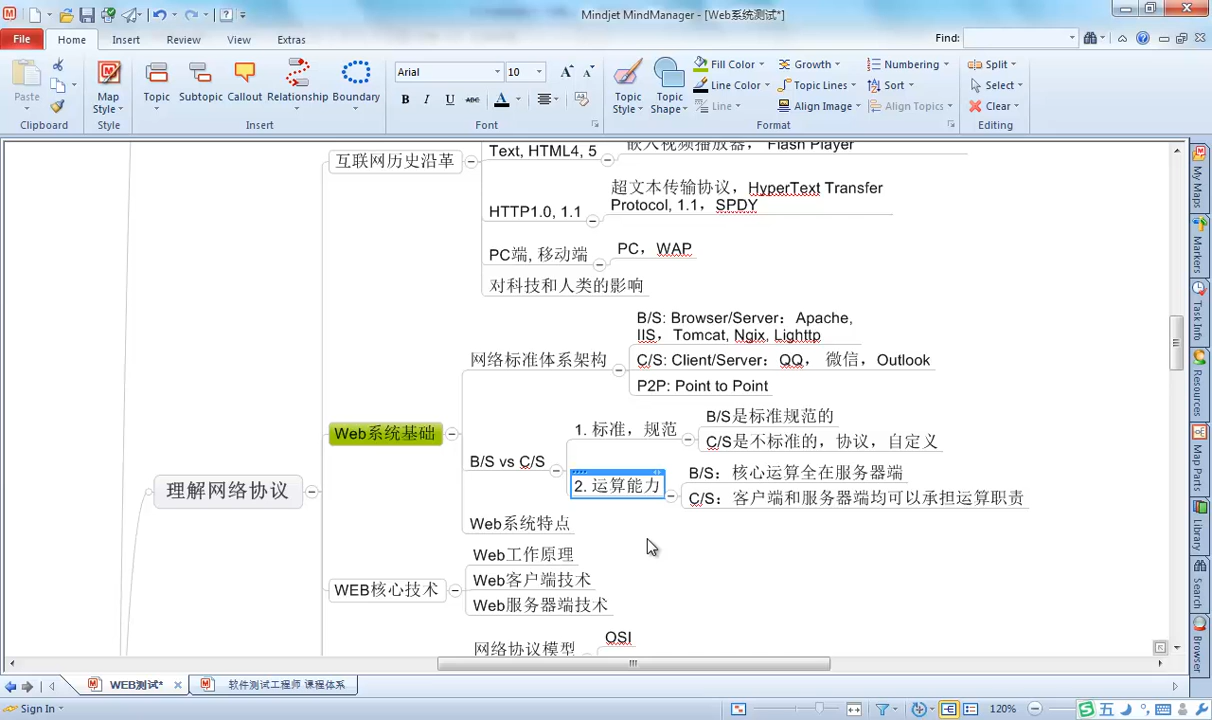 Mindjet MindManager - [Web系统测试*]
File Home Insert Review View Extras Find:
Paste Map Style Topic Subtopic Callout Relationship Boundary
Arial 10
B I U abc A
Topic Style Topic Shape
Fill Color Growth Numbering Split
Line Color Topic Lines Sort Select
Line Align Image Align Topics Clear
Clipboard Style Insert Font Format Editing
互联网历史沿革
Text, HTML4, 5
嵌入视频播放器， Flash Player
HTTP1.0, 1.1
超文本传输协议，HyperText Transfer
Protocol, 1.1，SPDY
PC端, 移动端
PC，WAP
对科技和人类的影响
理解网络协议
Web系统基础
网络标准体系架构
B/S: Browser/Server：Apache,
IIS，Tomcat, Ngix, Lighttp
C/S: Client/Server：QQ， 微信，Outlook
P2P: Point to Point
B/S vs C/S
1. 标准，规范
B/S是标准规范的
C/S是不标准的，协议，自定义
2. 运算能力
B/S：核心运算全在服务器端
C/S：客户端和服务器端均可以承担运算职责
Web系统特点
WEB核心技术
Web工作原理
Web客户端技术
Web服务器端技术
网络协议模型
OSI
My Maps
Markers
Task Info
Resources
Map Parts
Library
Search
Browser
WEB测试*
软件测试工程师 课程体系
Sign In
120%
五